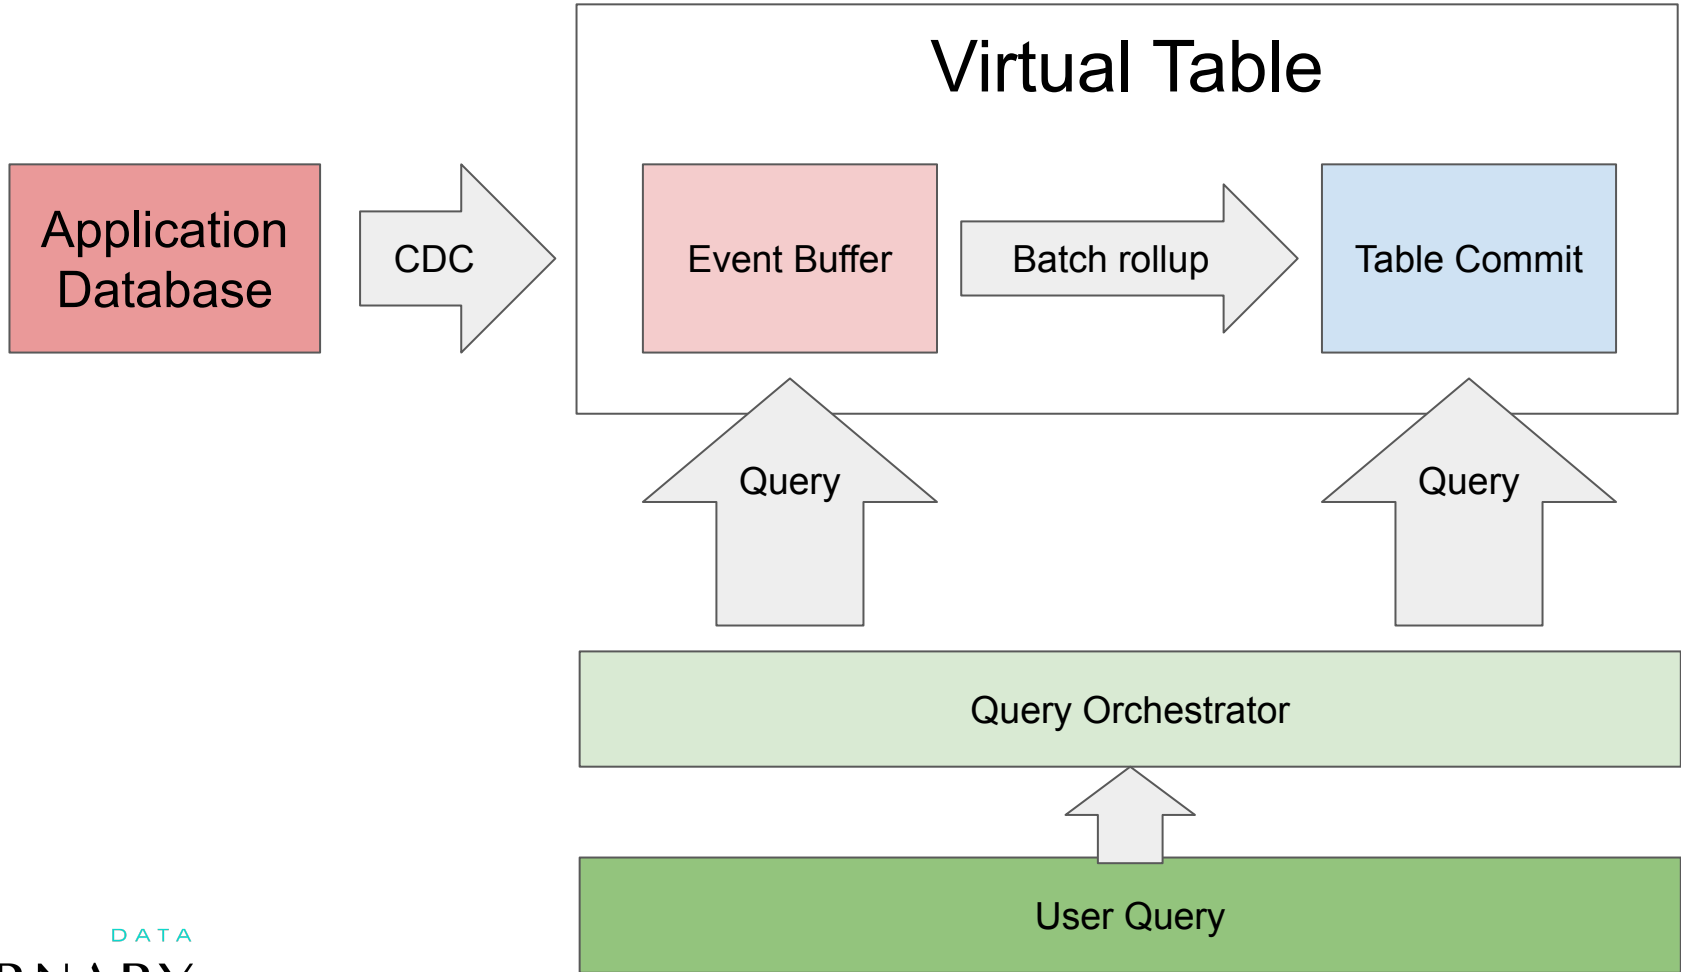 Virtual Table
Application
Database
CDC
Event Buffer
Batch rollup
Table Commit
Query
Query
Query Orchestrator
User Query
DATA